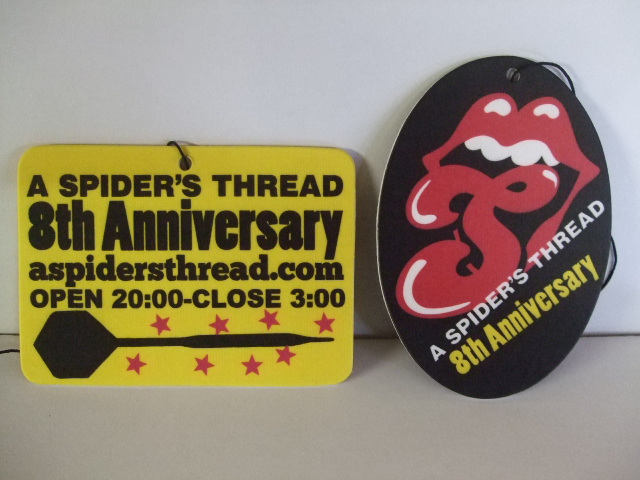 A SPIDER'S THREAD
8th Anniversary
aspidersthread.com
OPEN 20:00-CLOSE 3:00
A SPIDER'S THREAD
8th Anniversary